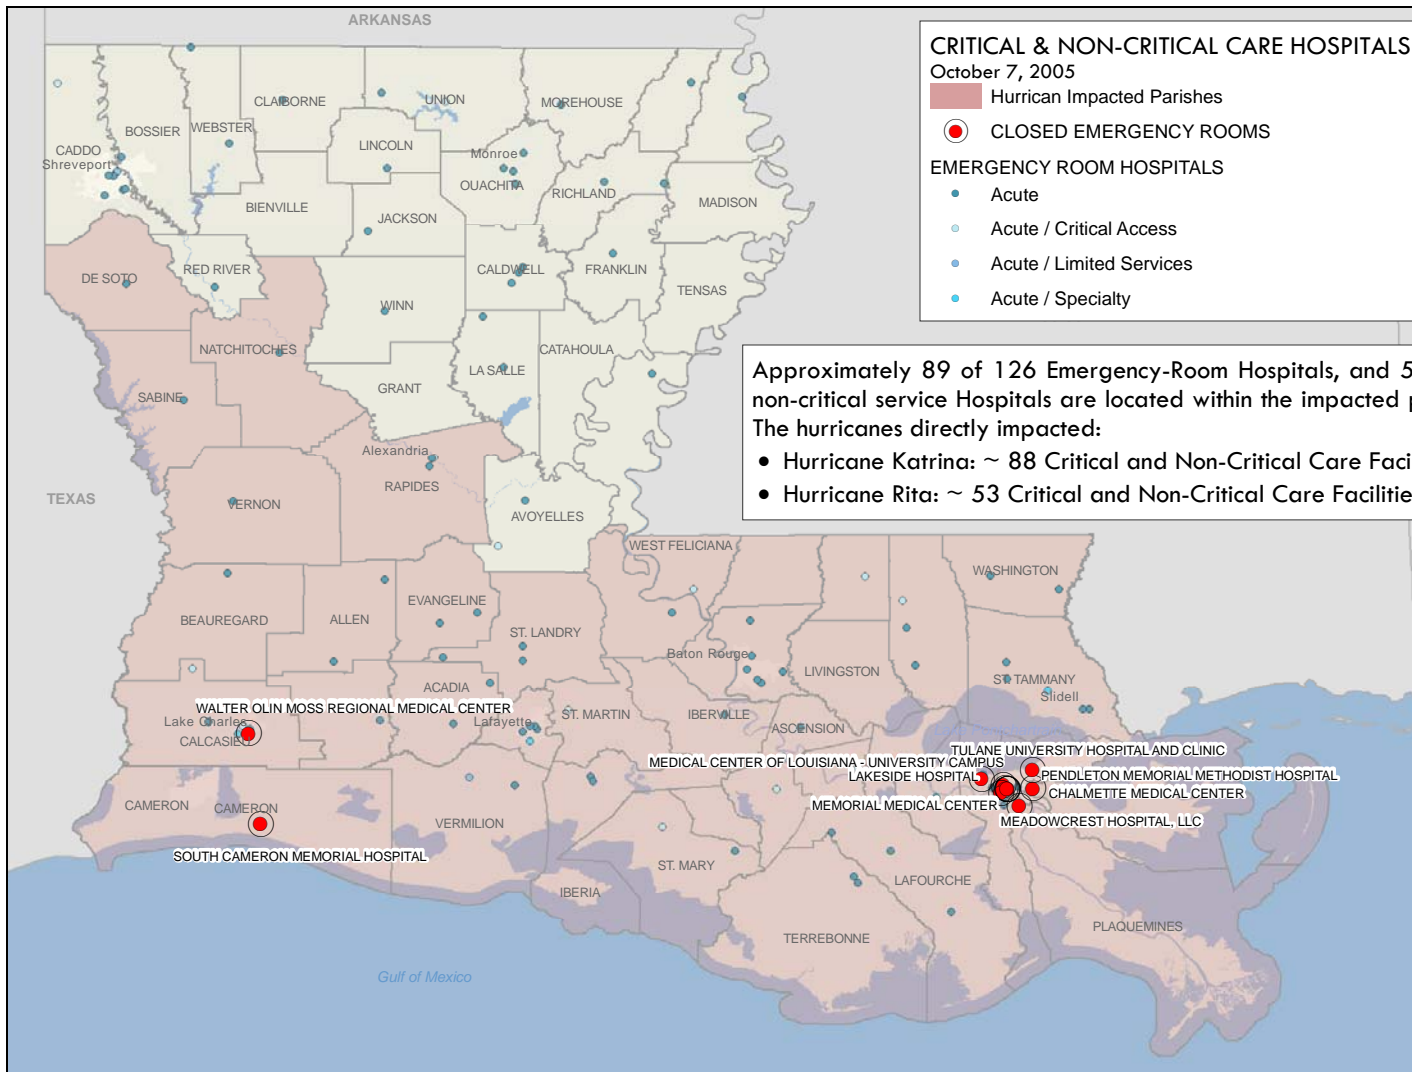 ARKANSAS
CRITICAL & NON-CRITICAL CARE HOSPITALS
October 7, 2005
Hurrican Impacted Parishes
CLOSED EMERGENCY ROOMS
EMERGENCY ROOM HOSPITALS
Acute
Acute / Critical Access
Acute / Limited Services
Acute / Specialty
Approximately 89 of 126 Emergency-Room Hospitals, and 5
non-critical service Hospitals are located within the impacted p
The hurricanes directly impacted:
• Hurricane Katrina: ~ 88 Critical and Non-Critical Care Facil
• Hurricane Rita: ~ 53 Critical and Non-Critical Care Facilitie
CLAIBORNE
UNION
MOREHOUSE
BOSSIER
WEBSTER
CADDO
Shreveport
LINCOLN
Monroe
OUACHITA
RICHLAND
MADISON
BIENVILLE
JACKSON
DE SOTO
RED RIVER
CALDWELL
FRANKLIN
TENSAS
WINN
NATCHITOCHES
CATAHOULA
LA SALLE
GRANT
SABINE
Alexandria
RAPIDES
TEXAS
VERNON
AVOYELLES
WEST FELICIANA
WASHINGTON
EVANGELINE
BEAUREGARD
ALLEN
ST. LANDRY
Baton Rouge
LIVINGSTON
ST. TAMMANY
Slidell
ACADIA
WALTER OLIN MOSS REGIONAL MEDICAL CENTER
Lake Charles
CALCASIEU
Lafayette
ST. MARTIN
IBERVILLE
ASCENSION
TULANE UNIVERSITY HOSPITAL AND CLINIC
MEDICAL CENTER OF LOUISIANA - UNIVERSITY CAMPUS
LAKESIDE HOSPITAL
PENDLETON MEMORIAL METHODIST HOSPITAL
CHALMETTE MEDICAL CENTER
MEMORIAL MEDICAL CENTER
MEADOWCREST HOSPITAL, LLC
CAMERON
CAMERON
VERMILION
SOUTH CAMERON MEMORIAL HOSPITAL
ST. MARY
IBERIA
LAFOURCHE
TERREBONNE
PLAQUEMINES
Gulf of Mexico